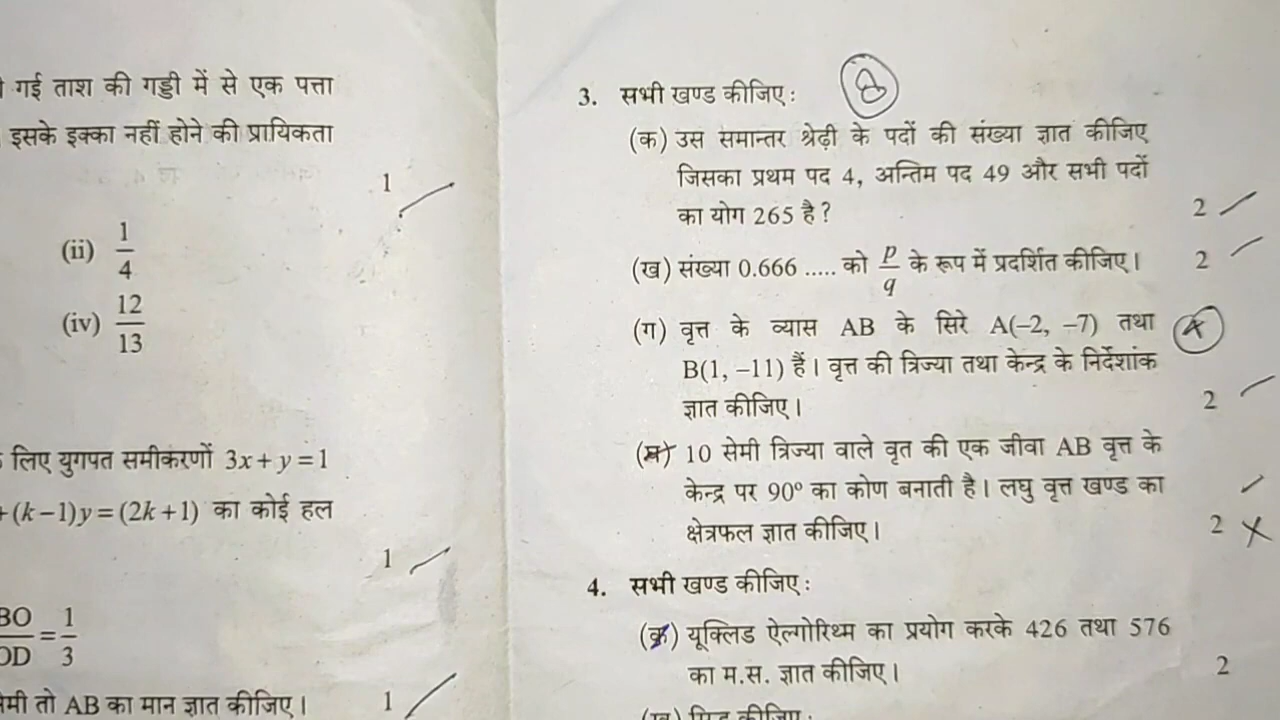 गई ताश की गड्डी में से एक पत्ता
इसके इक्का नहीं होने की प्रायिकता
1
(ii) 1/4
(iv) 12/13
लिए युगपत समीकरणों 3x + y = 1
+(k−1)y = (2k+1) का कोई हल
1
BO/OD = 1/3
तो AB का मान ज्ञात कीजिए। 1
3. सभी खण्ड कीजिए :
(क) उस समान्तर श्रेढ़ी के पदों की संख्या ज्ञात कीजिए
जिसका प्रथम पद 4, अन्तिम पद 49 और सभी पदों
का योग 265 है ? 2
(ख) संख्या 0.666 ..... को p/q के रूप में प्रदर्शित कीजिए। 2
(ग) वृत्त के व्यास AB के सिरे A(–2, –7) तथा
B(1, –11) हैं। वृत्त की त्रिज्या तथा केन्द्र के निर्देशांक
ज्ञात कीजिए। 2
10 सेमी त्रिज्या वाले वृत की एक जीवा AB वृत्त के
केन्द्र पर 90° का कोण बनाती है। लघु वृत्त खण्ड का
क्षेत्रफल ज्ञात कीजिए। 2
4. सभी खण्ड कीजिए :
(क) यूक्लिड ऐल्गोरिथ्म का प्रयोग करके 426 तथा 576
का म.स. ज्ञात कीजिए। 2